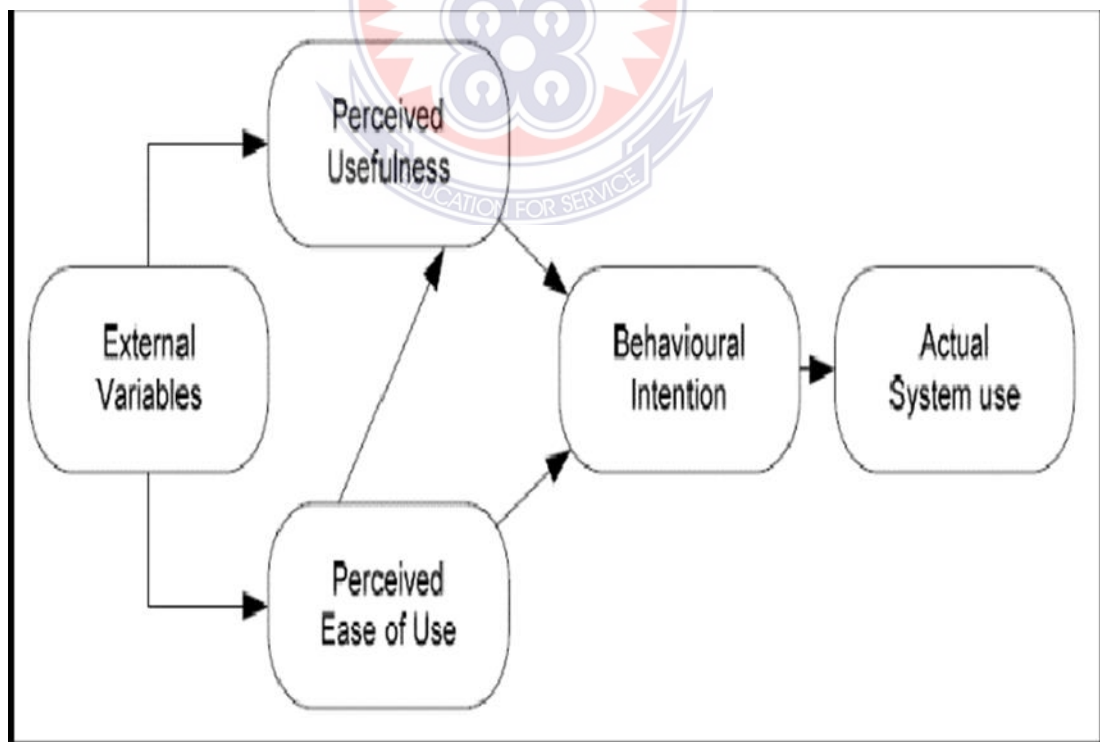 Perceived
Usefulness
EDUCATION FOR SERVICE
External
Variables
Behavioural
Intention
Actual
System use
Perceived
Ease of Use